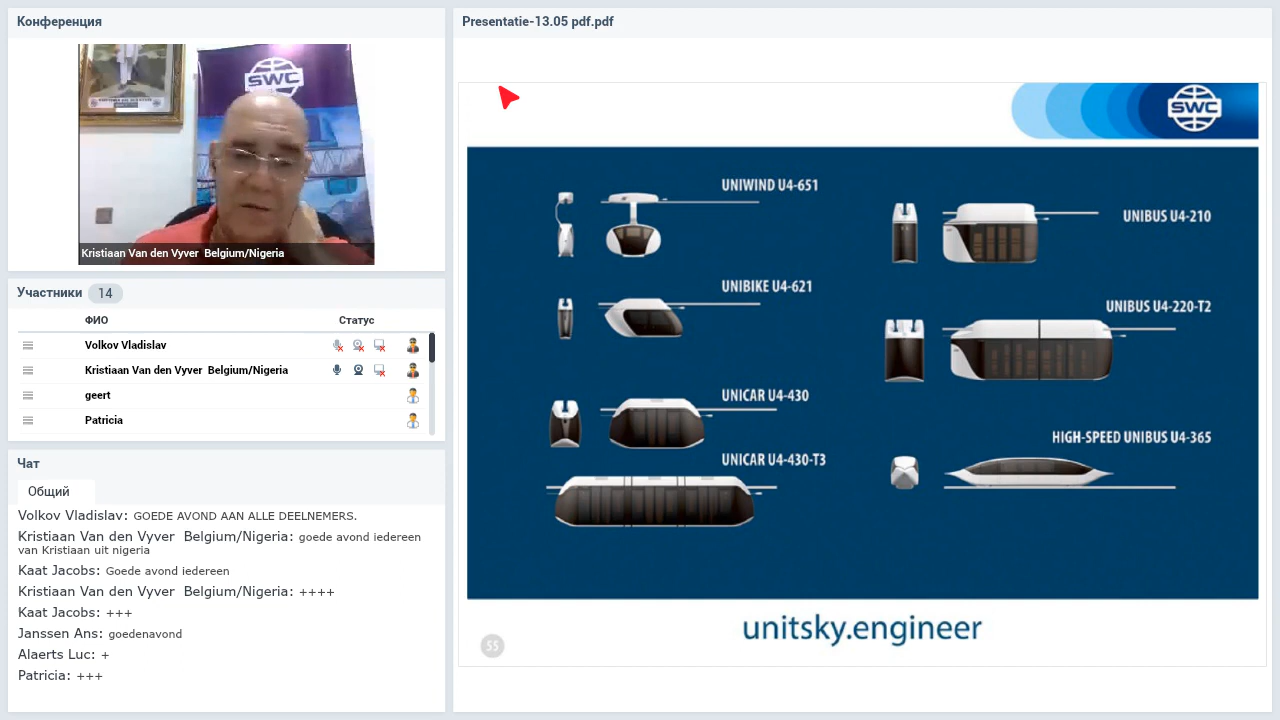 Конференция
SWC
Kristiaan Van den Vyver  Belgium/Nigeria
Участники 14
ФИО Статус
Volkov Vladislav
Kristiaan Van den Vyver  Belgium/Nigeria
geert
Patricia
Чат
Общий
Volkov Vladislav: GOEDE AVOND AAN ALLE DEELNEMERS.
Kristiaan Van den Vyver  Belgium/Nigeria: goede avond iedereen
van Kristiaan uit nigeria
Kaat Jacobs: Goede avond iedereen
Kristiaan Van den Vyver  Belgium/Nigeria: ++++
Kaat Jacobs: +++
Janssen Ans: goedenavond
Alaerts Luc: +
Patricia: +++
Presentatie-13.05 pdf.pdf
SWC
UNIWIND U4-651
UNIBIKE U4-621
UNICAR U4-430
UNICAR U4-430-T3
UNIBUS U4-210
UNIBUS U4-220-T2
HIGH-SPEED UNIBUS U4-365
unitsky.engineer
55